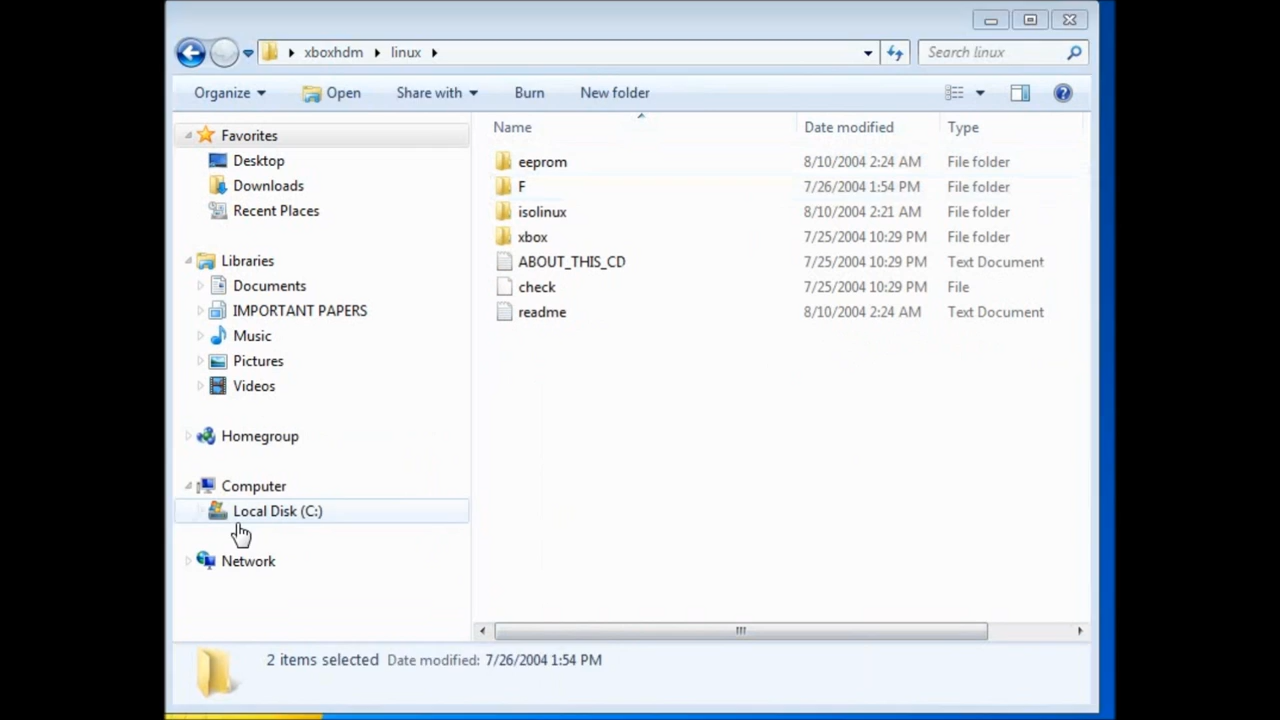 xboxhdm linux Search linux
Organize Open Share with Burn New folder
Favorites
Desktop
Downloads
Recent Places
Libraries
Documents
IMPORTANT PAPERS
Music
Pictures
Videos
Homegroup
Computer
Local Disk (C:)
Network
Name Date modified Type
eeprom 8/10/2004 2:24 AM File folder
F 7/26/2004 1:54 PM File folder
isolinux 8/10/2004 2:21 AM File folder
xbox 7/25/2004 10:29 PM File folder
ABOUT_THIS_CD 7/25/2004 10:29 PM Text Document
check 7/25/2004 10:29 PM File
readme 8/10/2004 2:24 AM Text Document
2 items selected Date modified: 7/26/2004 1:54 PM